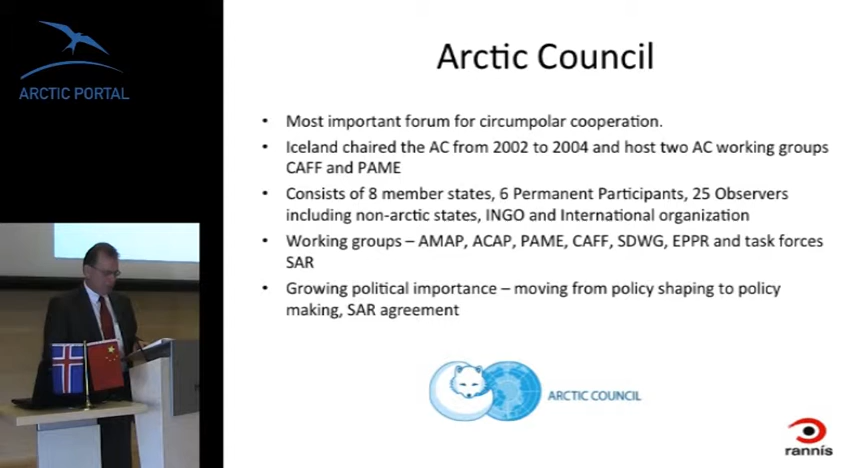 ARCTIC PORTAL
Arctic Council
• Most important forum for circumpolar cooperation.
• Iceland chaired the AC from 2002 to 2004 and host two AC working groups
CAFF and PAME
• Consists of 8 member states, 6 Permanent Participants, 25 Observers
including non-arctic states, INGO and International organization
• Working groups – AMAP, ACAP, PAME, CAFF, SDWG, EPPR and task forces
SAR
• Growing political importance – moving from policy shaping to policy
making, SAR agreement
ARCTIC COUNCIL
rannís